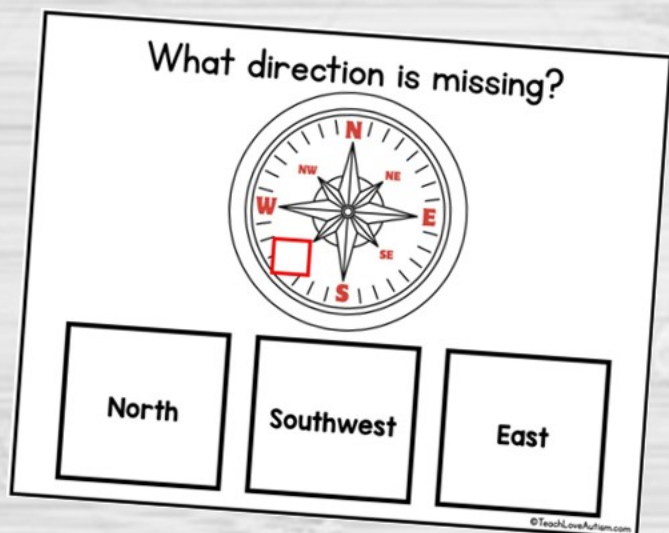 What direction is missing?
N
NW
NE
W
E
SE
S
North
Southwest
East
©TeachLoveAutism.com